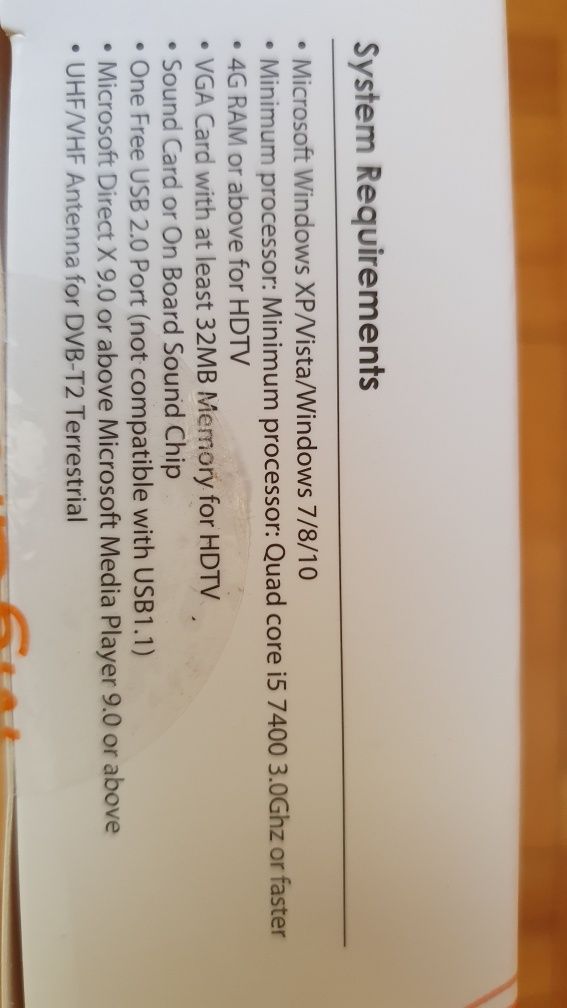 System Requirements
• Microsoft Windows XP/Vista/Windows 7/8/10
• Minimum processor: Minimum processor: Quad core i5 7400 3.0Ghz or faster
• 4G RAM or above for HDTV
• VGA Card with at least 32MB Memory for HDTV
• Sound Card or On Board Sound Chip
• One Free USB 2.0 Port (not compatible with USB1.1)
• Microsoft Direct X 9.0 or above Microsoft Media Player 9.0 or above
• UHF/VHF Antenna for DVB-T2 Terrestrial